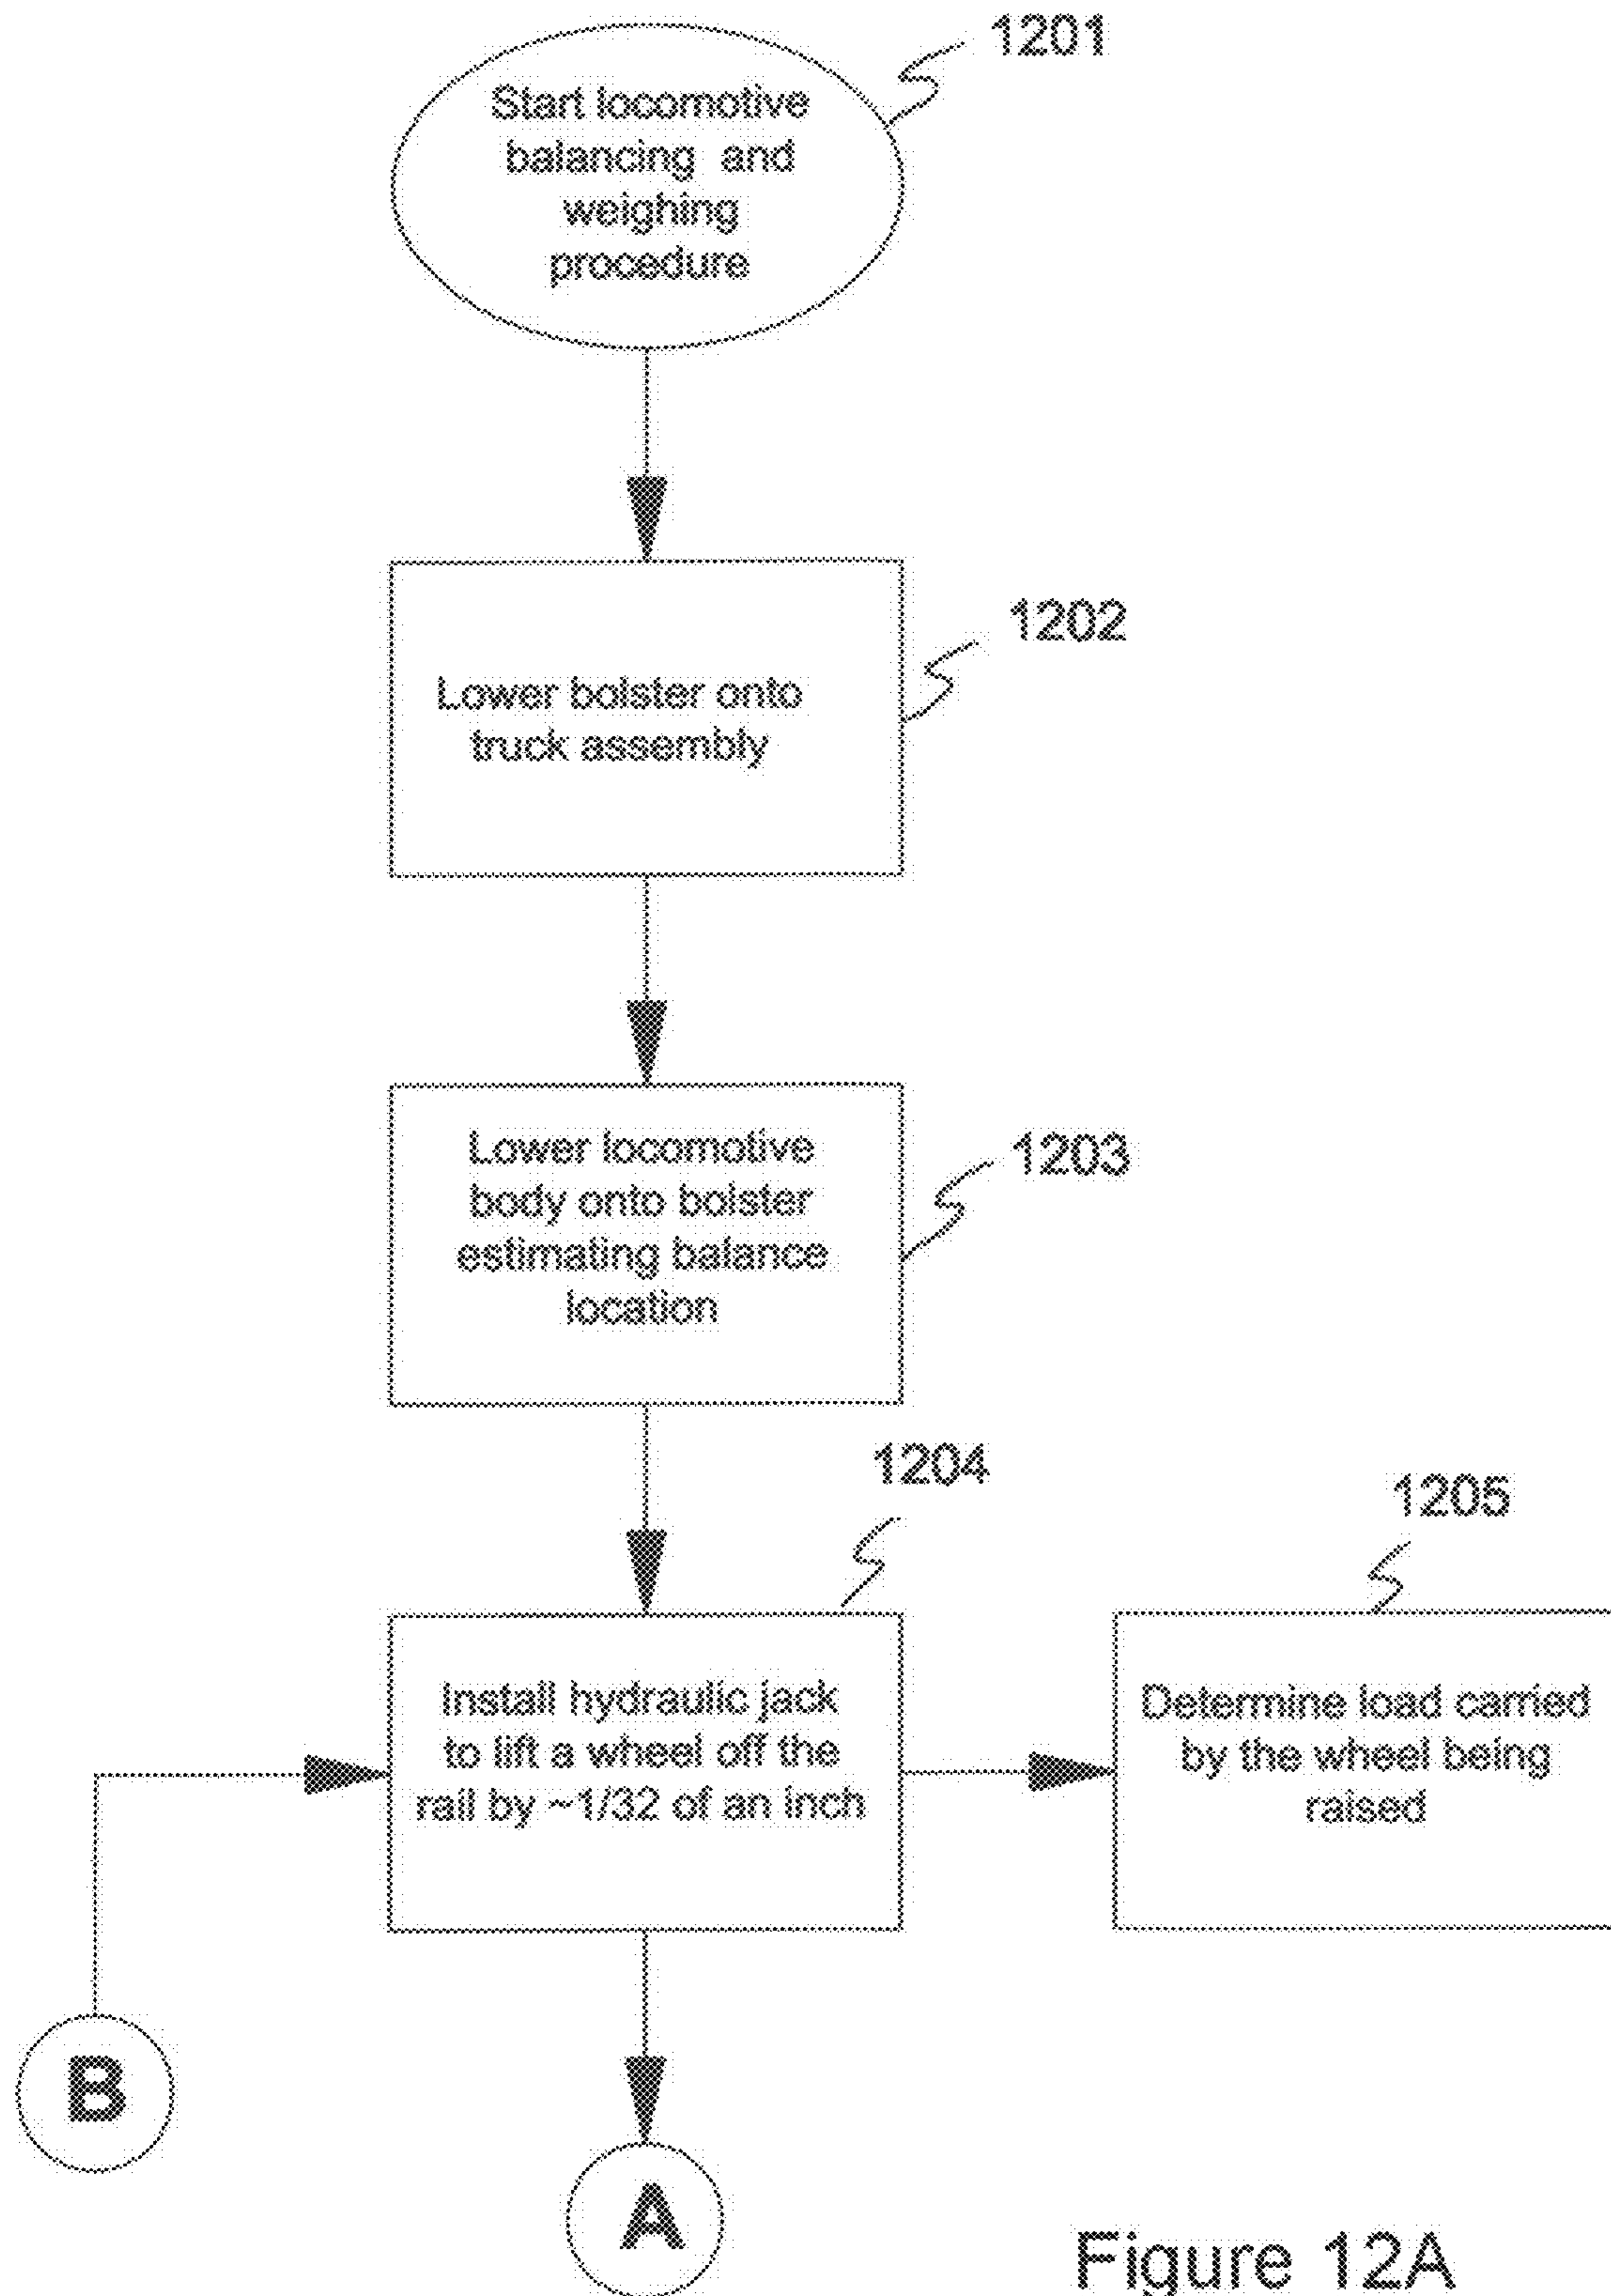 1201
Start locomotive
balancing and
weighing
procedure
1202
Lower bolster onto
truck assembly
1203
Lower locomotive
body onto bolster
estimating balance
location
1204
1205
Install hydraulic jack
to lift a wheel off the
rail by ~1/32 of an inch
Determine load carried
by the wheel being
raised
B
A
Figure 12A